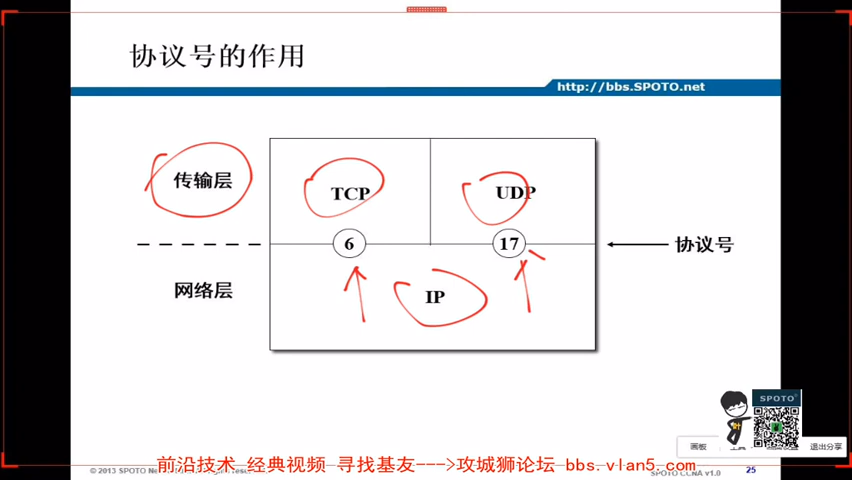 协议号的作用
http://bbs.SPOTO.net
传输层
TCP
UDP
6
17
协议号
网络层
IP
SPOTO
画板
退出分享
前沿技术 经典视频 寻找基友--->攻城狮论坛 bbs.vlan5.com
© 2013 SPOTO
SPOTO CCNA v1.0
25